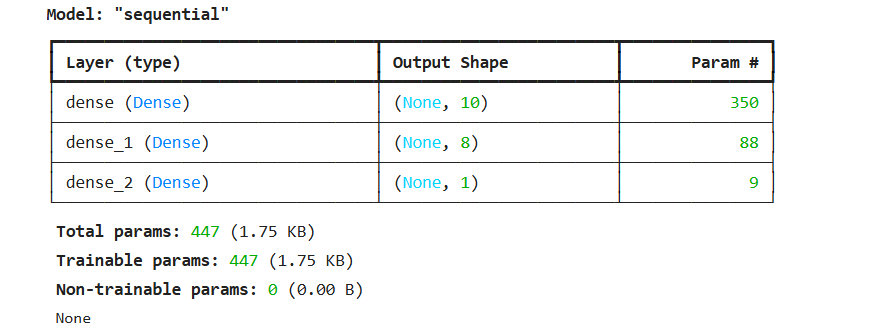 Model: "sequential"
Layer (type) Output Shape Param #
dense (Dense) (None, 10) 350
dense_1 (Dense) (None, 8) 88
dense_2 (Dense) (None, 1) 9
Total params: 447 (1.75 KB)
Trainable params: 447 (1.75 KB)
Non-trainable params: 0 (0.00 B)
None